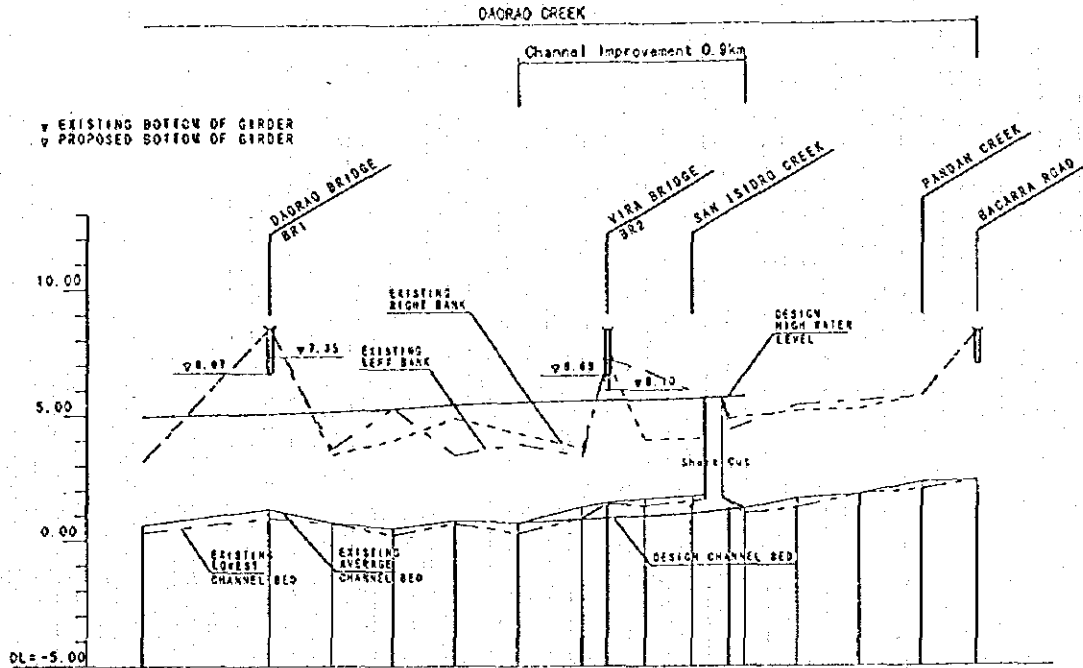 DAORAO CREEK
Channel Improvement 0.9km
▼ EXISTING BOTTOM OF GIRDER
▽ PROPOSED BOTTOM OF GIRDER
DAORAO BRIDGE
BR1
VIRA BRIDGE
BR2
SAN ISIDRO CREEK
PANDAN CREEK
BACARRA ROAD
10.00
EXISTING
RIGHT BANK
DESIGN
HIGH WATER
LEVEL
▽7.35
EXISTING
LEFT BANK
5.00
Short Cut
0.00
EXISTING
LOWEST
CHANNEL BED
EXISTING
AVERAGE
CHANNEL BED
DESIGN CHANNEL BED
DL=-5.00